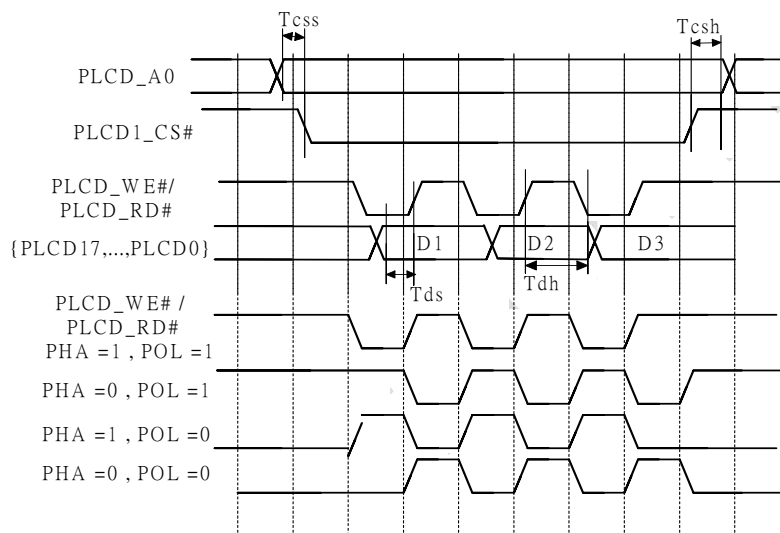 Tcss
Tcsh
PLCD_A0
PLCD1_CS#
PLCD_WE#/
PLCD_RD#
{PLCD17,...,PLCD0}
D1
D2
D3
Tds
Tdh
PLCD_WE# /
PLCD_RD#
PHA =1 , POL =1
PHA =0 , POL =1
PHA =1 , POL =0
PHA =0 , POL =0